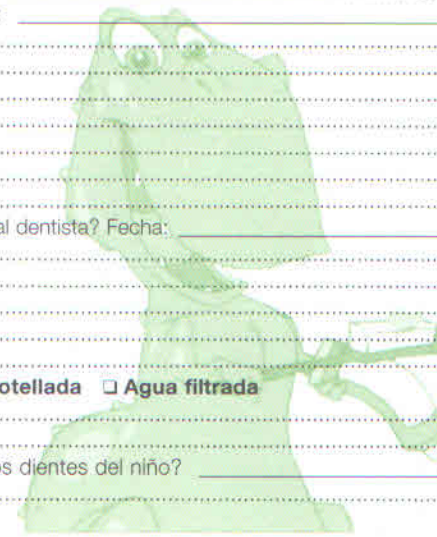 al dentista? Fecha:
otellada ❑ Agua filtrada
os dientes del niño?